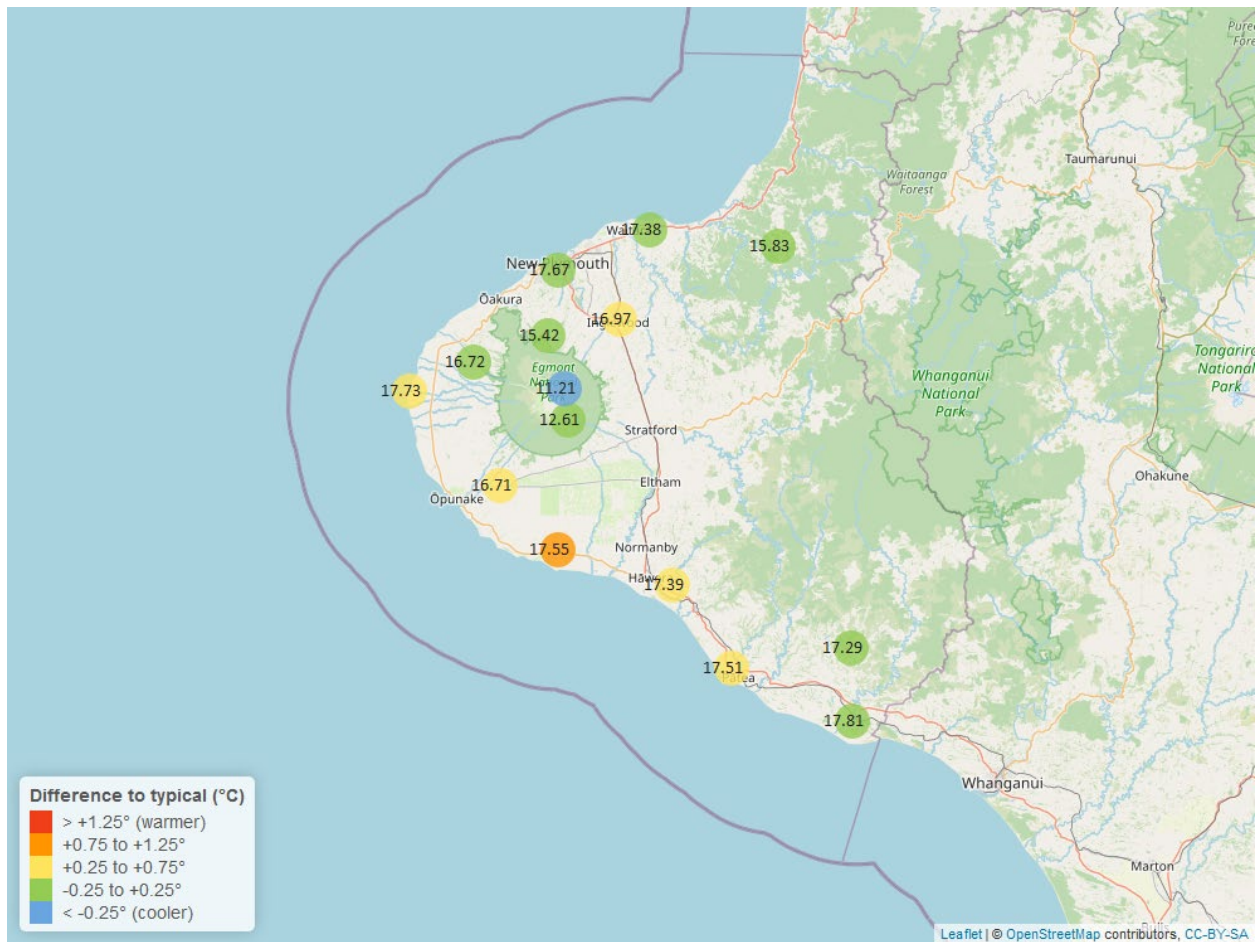 Pureo
Fore
Taumarunui
Waitaanga
Forest
17.38
15.83
New Plymouth
17.67
Ōakura
16.97
15.42
16.72
Egmont
11.21
17.73
12.61
Whanganui
National
Park
Tongariro
National
Park
Stratford
16.71
Ōpunake
Eltham
Ohakune
17.55
Normanby
17.39
17.29
17.51
Patea
17.81
Whanganui
Difference to typical (°C)
> +1.25° (warmer)
+0.75 to +1.25°
+0.25 to +0.75°
-0.25 to +0.25°
< -0.25° (cooler)
Marton
Bulls
Leaflet | © OpenStreetMap contributors, CC-BY-SA